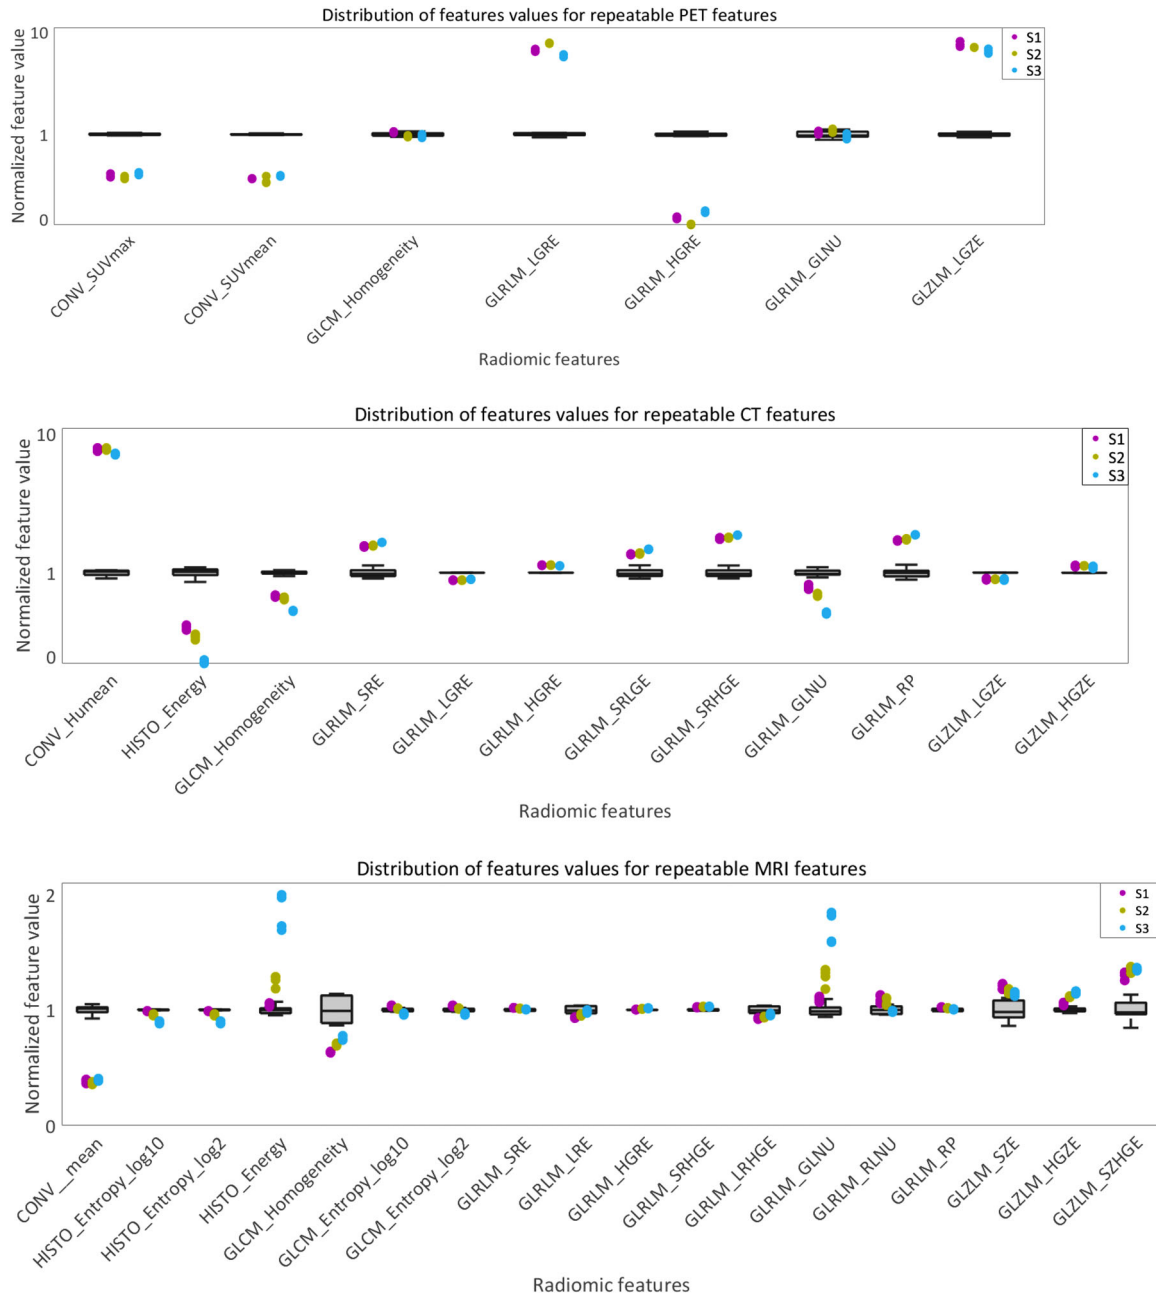 Distribution of features values for repeatable PET features
10
1
0
Normalized feature value
S1
S2
S3
CONV_SUVmax
CONV_SUVmean
GLCM_Homogeneity
GLRLM_LGRE
GLRLM_HGRE
GLRLM_GLNU
GLZLM_LGZE
Radiomic features
Distribution of features values for repeatable CT features
10
1
0
Normalized feature value
S1
S2
S3
CONV_Humean
HISTO_Energy
GLCM_Homogeneity
GLRLM_SRE
GLRLM_LGRE
GLRLM_HGRE
GLRLM_SRLGE
GLRLM_SRHGE
GLRLM_GLNU
GLRLM_RP
GLZLM_LGZE
GLZLM_HGZE
Radiomic features
Distribution of features values for repeatable MRI features
2
1
0
Normalized feature value
S1
S2
S3
CONV__mean
HISTO_Entropy_log10
HISTO_Entropy_log2
HISTO_Energy
GLCM_Homogeneity
GLCM_Entropy_log10
GLCM_Entropy_log2
GLRLM_SRE
GLRLM_LRE
GLRLM_HGRE
GLRLM_SRHGE
GLRLM_LRHGE
GLRLM_GLNU
GLRLM_RLNU
GLRLM_RP
GLZLM_SZE
GLZLM_HGZE
GLZLM_SZHGE
Radiomic features